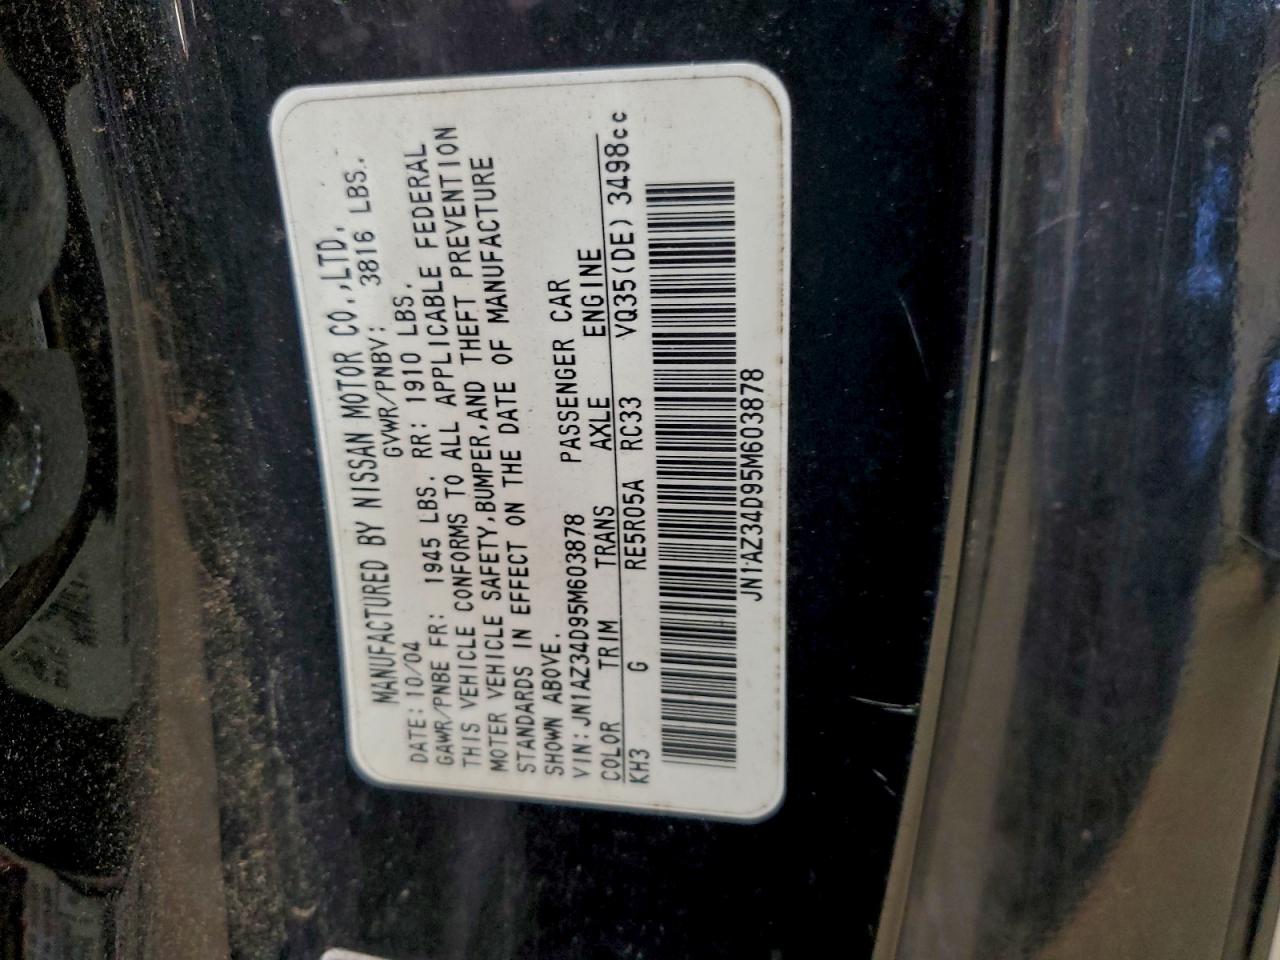 MANUFACTURED BY NISSAN MOTOR CO.,LTD.
DATE: 10/04 GVWR/PNBV: 3816 LBS.
GAWR/PNBE FR: 1945 LBS. RR: 1910 LBS.
THIS VEHICLE CONFORMS TO ALL APPLICABLE FEDERAL
MOTOR VEHICLE SAFETY,BUMPER,AND THEFT PREVENTION
STANDARDS IN EFFECT ON THE DATE OF MANUFACTURE
SHOWN ABOVE.
VIN: JN1AZ34D95M603878 PASSENGER CAR
COLOR TRIM TRANS AXLE ENGINE
KH3 G RE5R05A RC33 VQ35(DE) 3498cc
JN1AZ34D95M603878